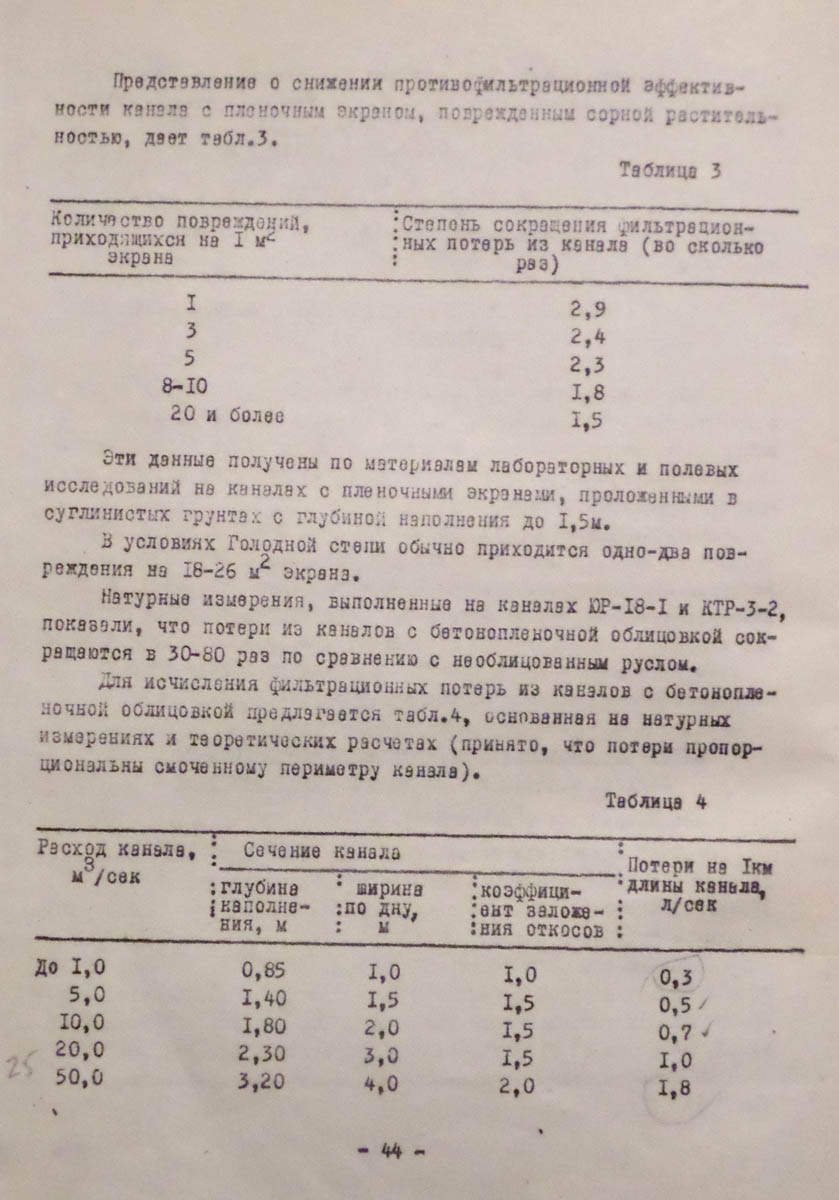 Представление о снижении противофильтрационной эффектив-
ности канала с пленочным экраном, поврежденным сорной раститель-
ностью, дает табл.3.
Таблица 3
Количество повреждений, приходящихся на I м² экрана : Степень сокращения фильтрационных потерь из канала (во сколько раз)
I 2,9
3 2,4
5 2,3
8-I0 I,8
20 и более I,5
Эти данные получены по материалам лабораторных и полевых
исследований на каналах с пленочными экранами, проложенными в
суглинистых грунтах с глубиной наполнения до I,5м.
В условиях Голодной степи обычно приходится одно-два пов-
реждения на I8-26 м² экрана.
Натурные измерения, выполненные на каналах ЮР-I8-I и КТР-3-2,
показали, что потери из каналов с бетонопленочной облицовкой сок-
ращаются в 30-80 раз по сравнению с необлицованным руслом.
Для исчисления фильтрационных потерь из каналов с бетонопле-
ночной облицовкой предлагается табл.4, основанная на натурных
измерениях и теоретических расчетах (принято, что потери пропор-
циональны смоченному периметру канала).
Таблица 4
Расход канала, м³/сек : Сечение канала : Потери на Iкм длины канала, л/сек
глубина наполне-ния, м : ширина по дну, м : коэффици-ент заложе-ния откосов
До I,0 0,85 I,0 I,0 0,3
5,0 I,40 I,5 I,5 0,5
I0,0 I,80 2,0 I,5 0,7
20,0 2,30 3,0 I,5 I,0
25
50,0 3,20 4,0 2,0 I,8
- 44 -